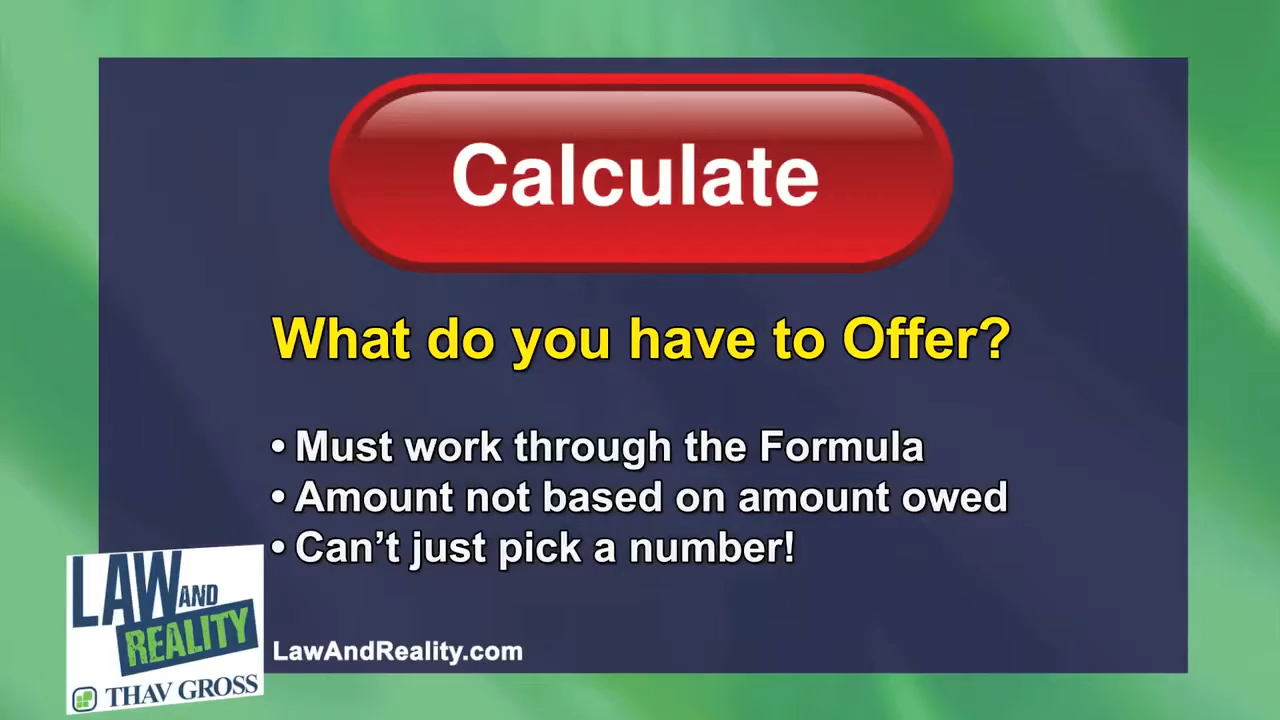 Calculate
What do you have to Offer?
• Must work through the Formula
• Amount not based on amount owed
• Can't just pick a number!
LAW AND
REALITY
THAV GROSS
LawAndReality.com